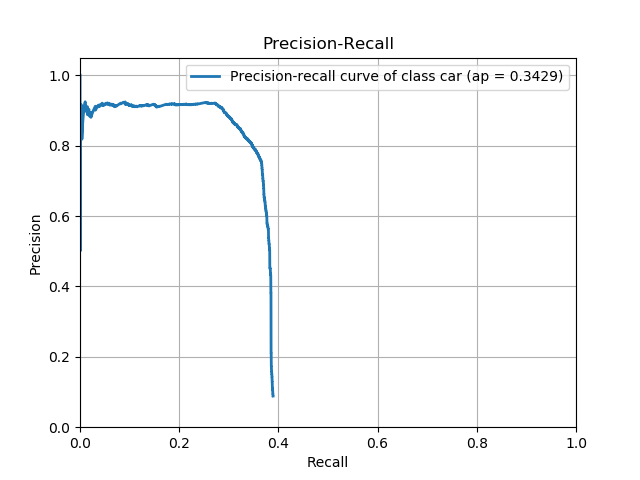 Precision-Recall
Precision-recall curve of class car (ap = 0.3429)
1.0
0.8
0.6
0.4
0.2
0.0
Precision
0.0 0.2 0.4 0.6 0.8 1.0
Recall